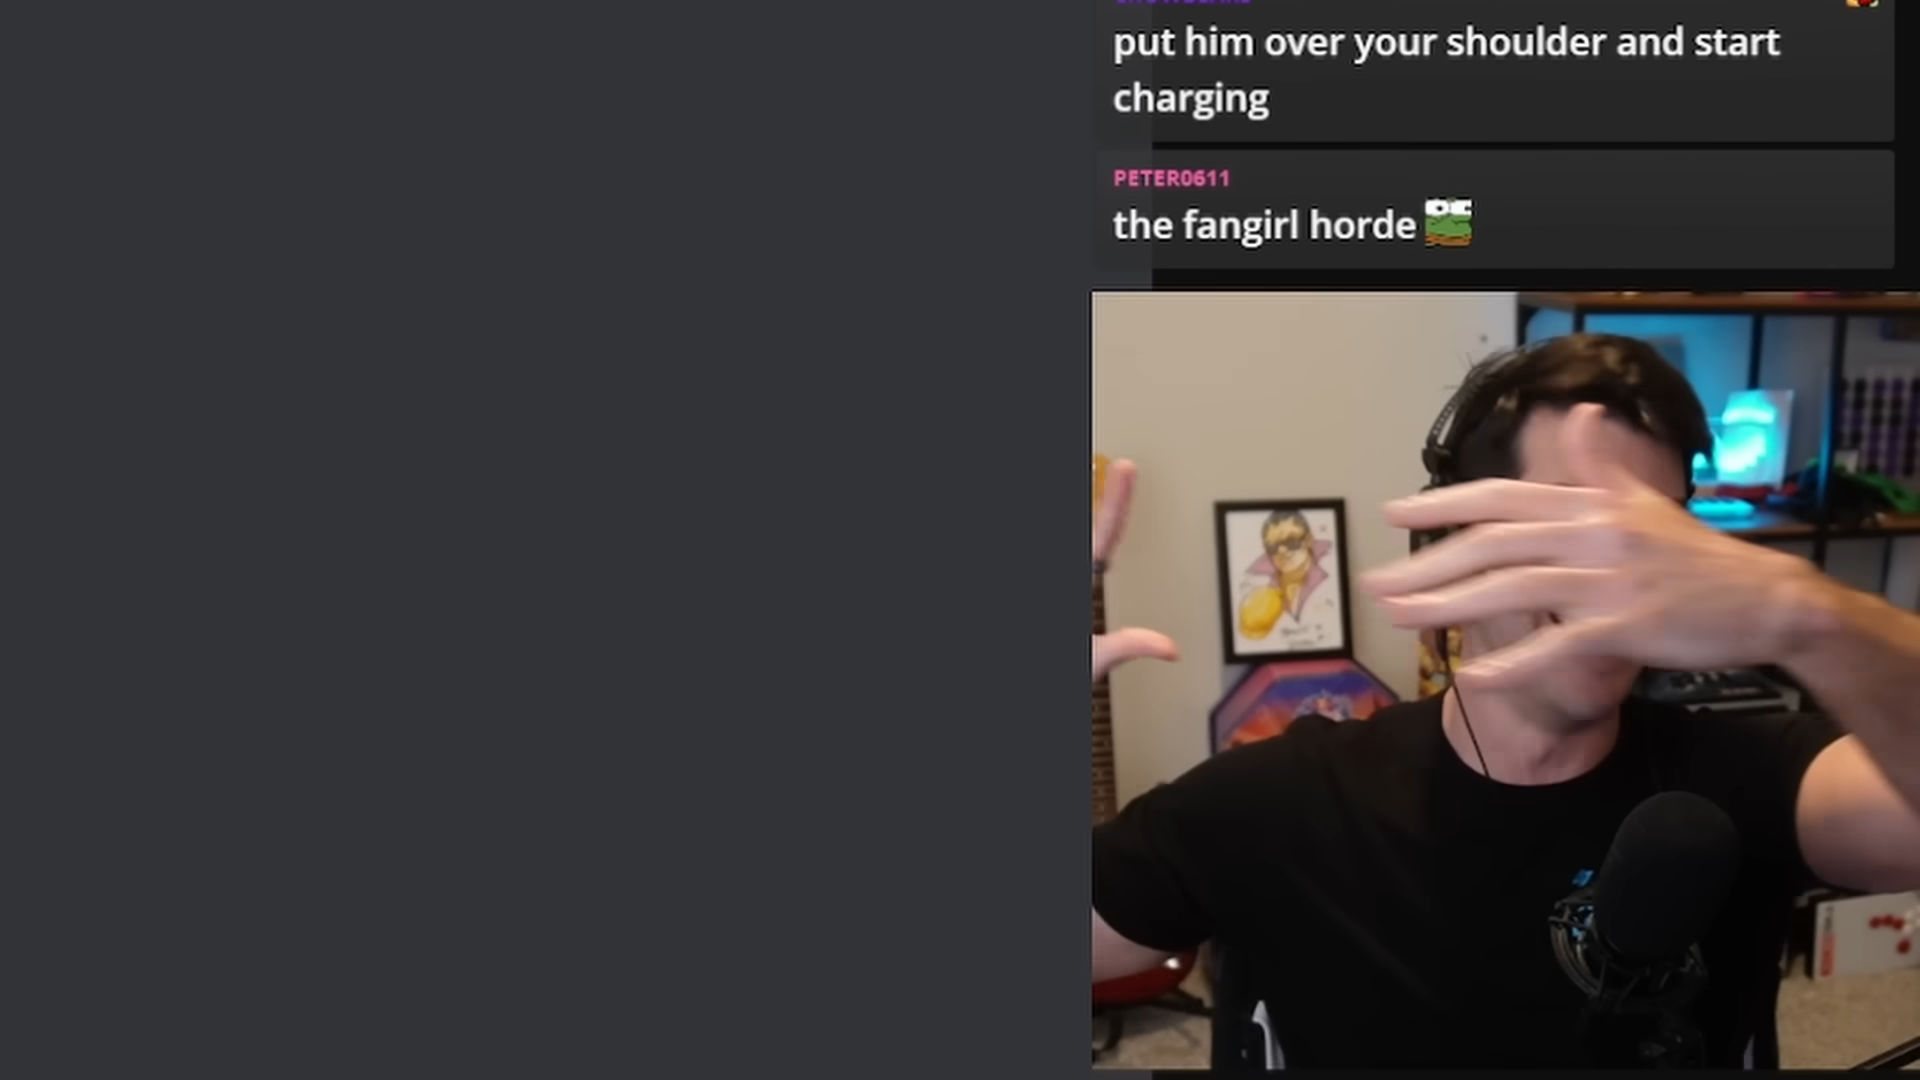 put him over your shoulder and start
charging
PETER0611
the fangirl horde